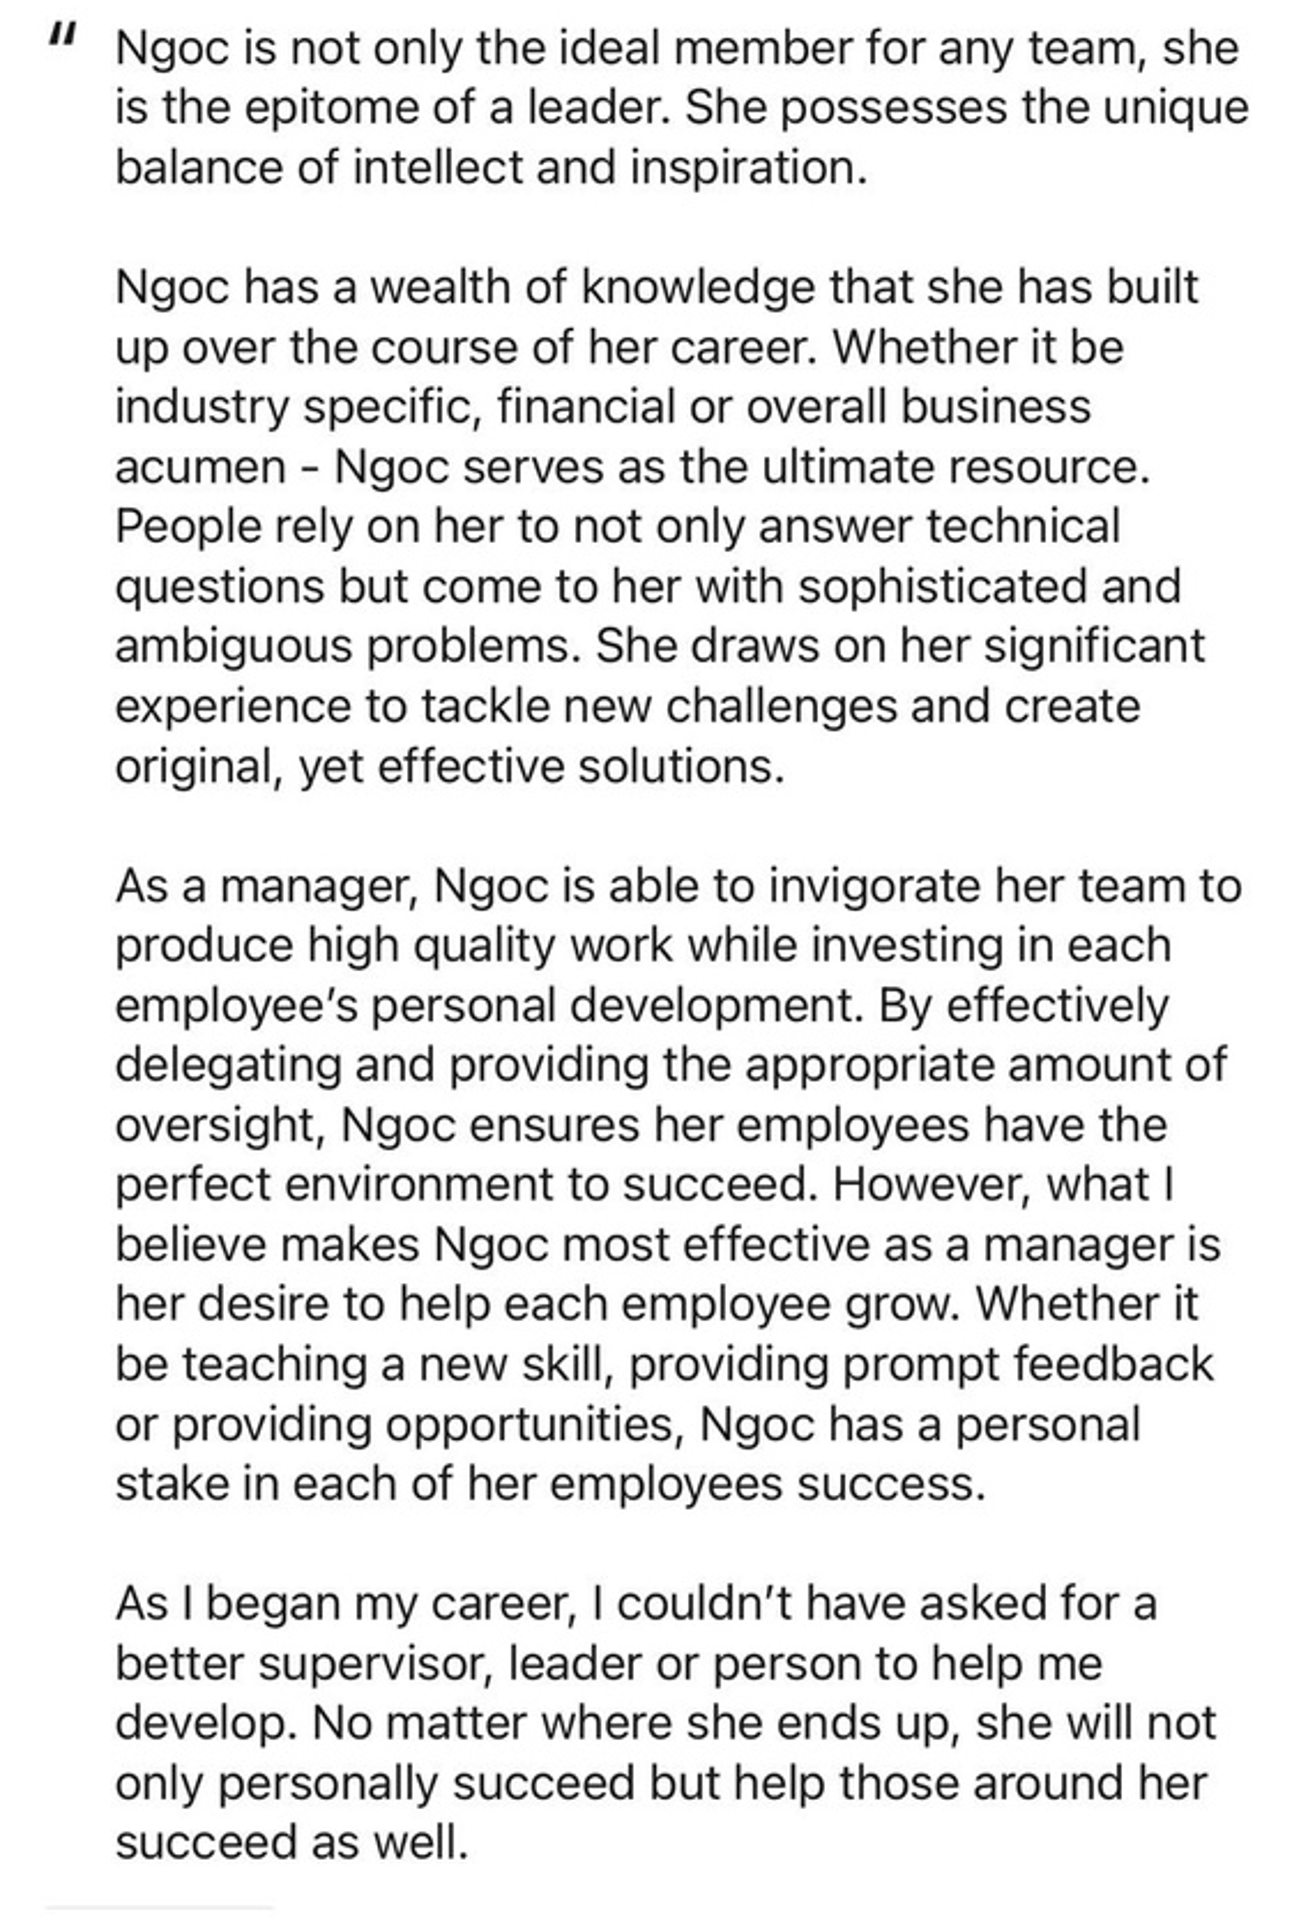 " Ngoc is not only the ideal member for any team, she
is the epitome of a leader. She possesses the unique
balance of intellect and inspiration.
Ngoc has a wealth of knowledge that she has built
up over the course of her career. Whether it be
industry specific, financial or overall business
acumen - Ngoc serves as the ultimate resource.
People rely on her to not only answer technical
questions but come to her with sophisticated and
ambiguous problems. She draws on her significant
experience to tackle new challenges and create
original, yet effective solutions.
As a manager, Ngoc is able to invigorate her team to
produce high quality work while investing in each
employee’s personal development. By effectively
delegating and providing the appropriate amount of
oversight, Ngoc ensures her employees have the
perfect environment to succeed. However, what I
believe makes Ngoc most effective as a manager is
her desire to help each employee grow. Whether it
be teaching a new skill, providing prompt feedback
or providing opportunities, Ngoc has a personal
stake in each of her employees success.
As I began my career, I couldn’t have asked for a
better supervisor, leader or person to help me
develop. No matter where she ends up, she will not
only personally succeed but help those around her
succeed as well.